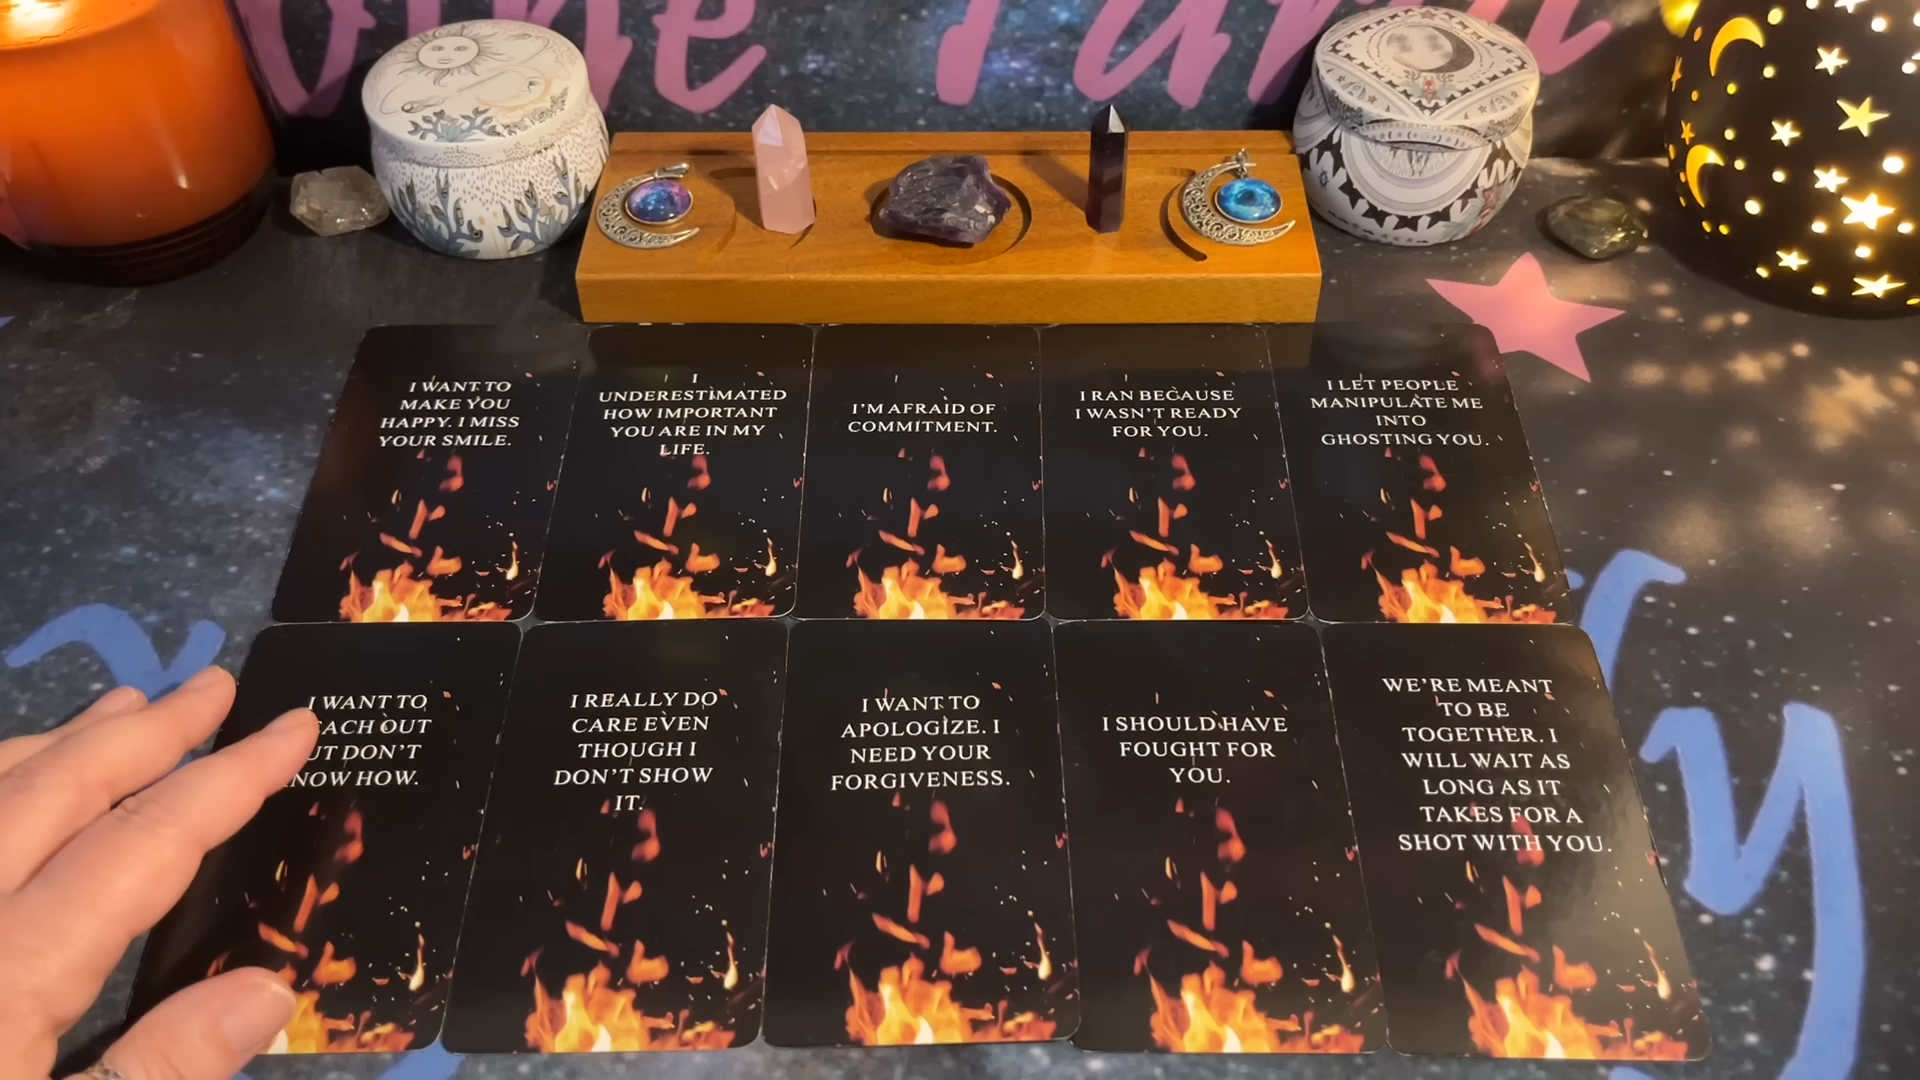 I WANT TO
MAKE YOU
HAPPY. I MISS
YOUR SMILE.
I
UNDERESTIMATED
HOW IMPORTANT
YOU ARE IN MY
LIFE.
I'M AFRAID OF
COMMITMENT.
I RAN BECAUSE
I WASN'T READY
FOR YOU.
I LET PEOPLE
MANIPULATE ME
INTO
GHOSTING YOU.
I WANT TO
OUT
DON'T
HOW.
I REALLY DO
CARE EVEN
THOUGH I
DON'T SHOW
IT.
I WANT TO
APOLOGIZE. I
NEED YOUR
FORGIVENESS.
I SHOULD HAVE
FOUGHT FOR
YOU.
WE'RE MEANT
TO BE
TOGETHER. I
WILL WAIT AS
LONG AS IT
TAKES FOR A
SHOT WITH YOU.